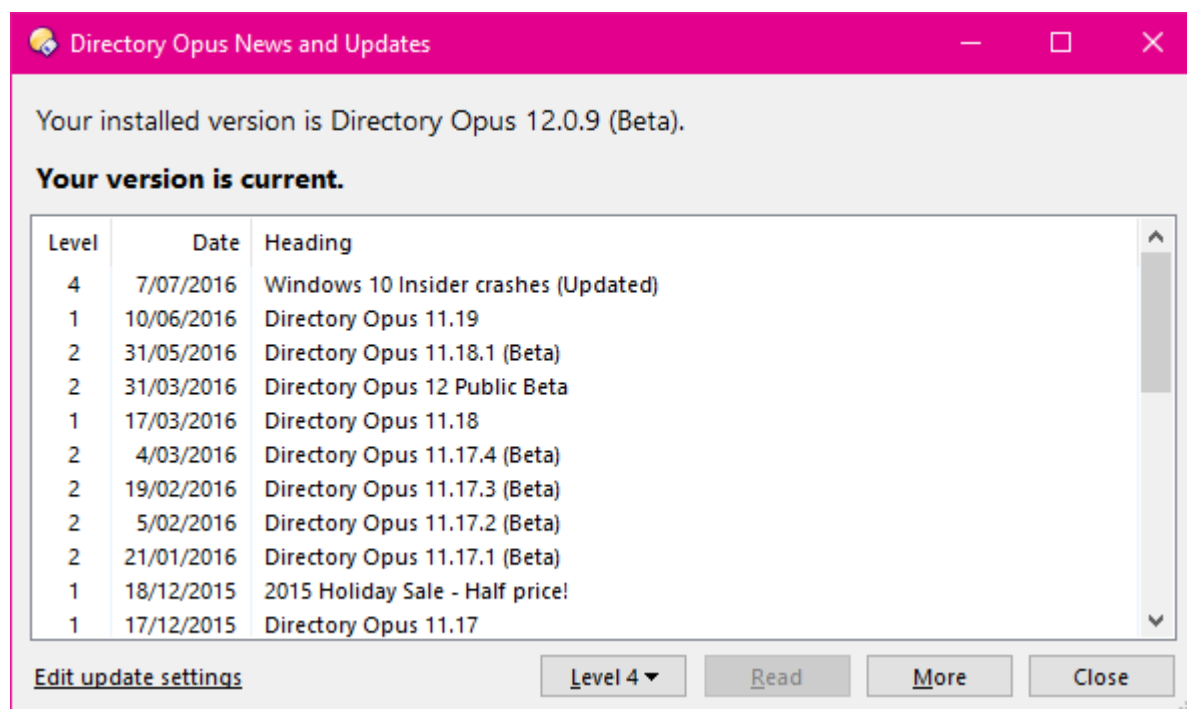 Directory Opus News and Updates
Your installed version is Directory Opus 12.0.9 (Beta).
Your version is current.
Level Date Heading
4 7/07/2016 Windows 10 Insider crashes (Updated)
1 10/06/2016 Directory Opus 11.19
2 31/05/2016 Directory Opus 11.18.1 (Beta)
2 31/03/2016 Directory Opus 12 Public Beta
1 17/03/2016 Directory Opus 11.18
2 4/03/2016 Directory Opus 11.17.4 (Beta)
2 19/02/2016 Directory Opus 11.17.3 (Beta)
2 5/02/2016 Directory Opus 11.17.2 (Beta)
2 21/01/2016 Directory Opus 11.17.1 (Beta)
1 18/12/2015 2015 Holiday Sale - Half price!
1 17/12/2015 Directory Opus 11.17
Edit update settings Level 4 Read More Close